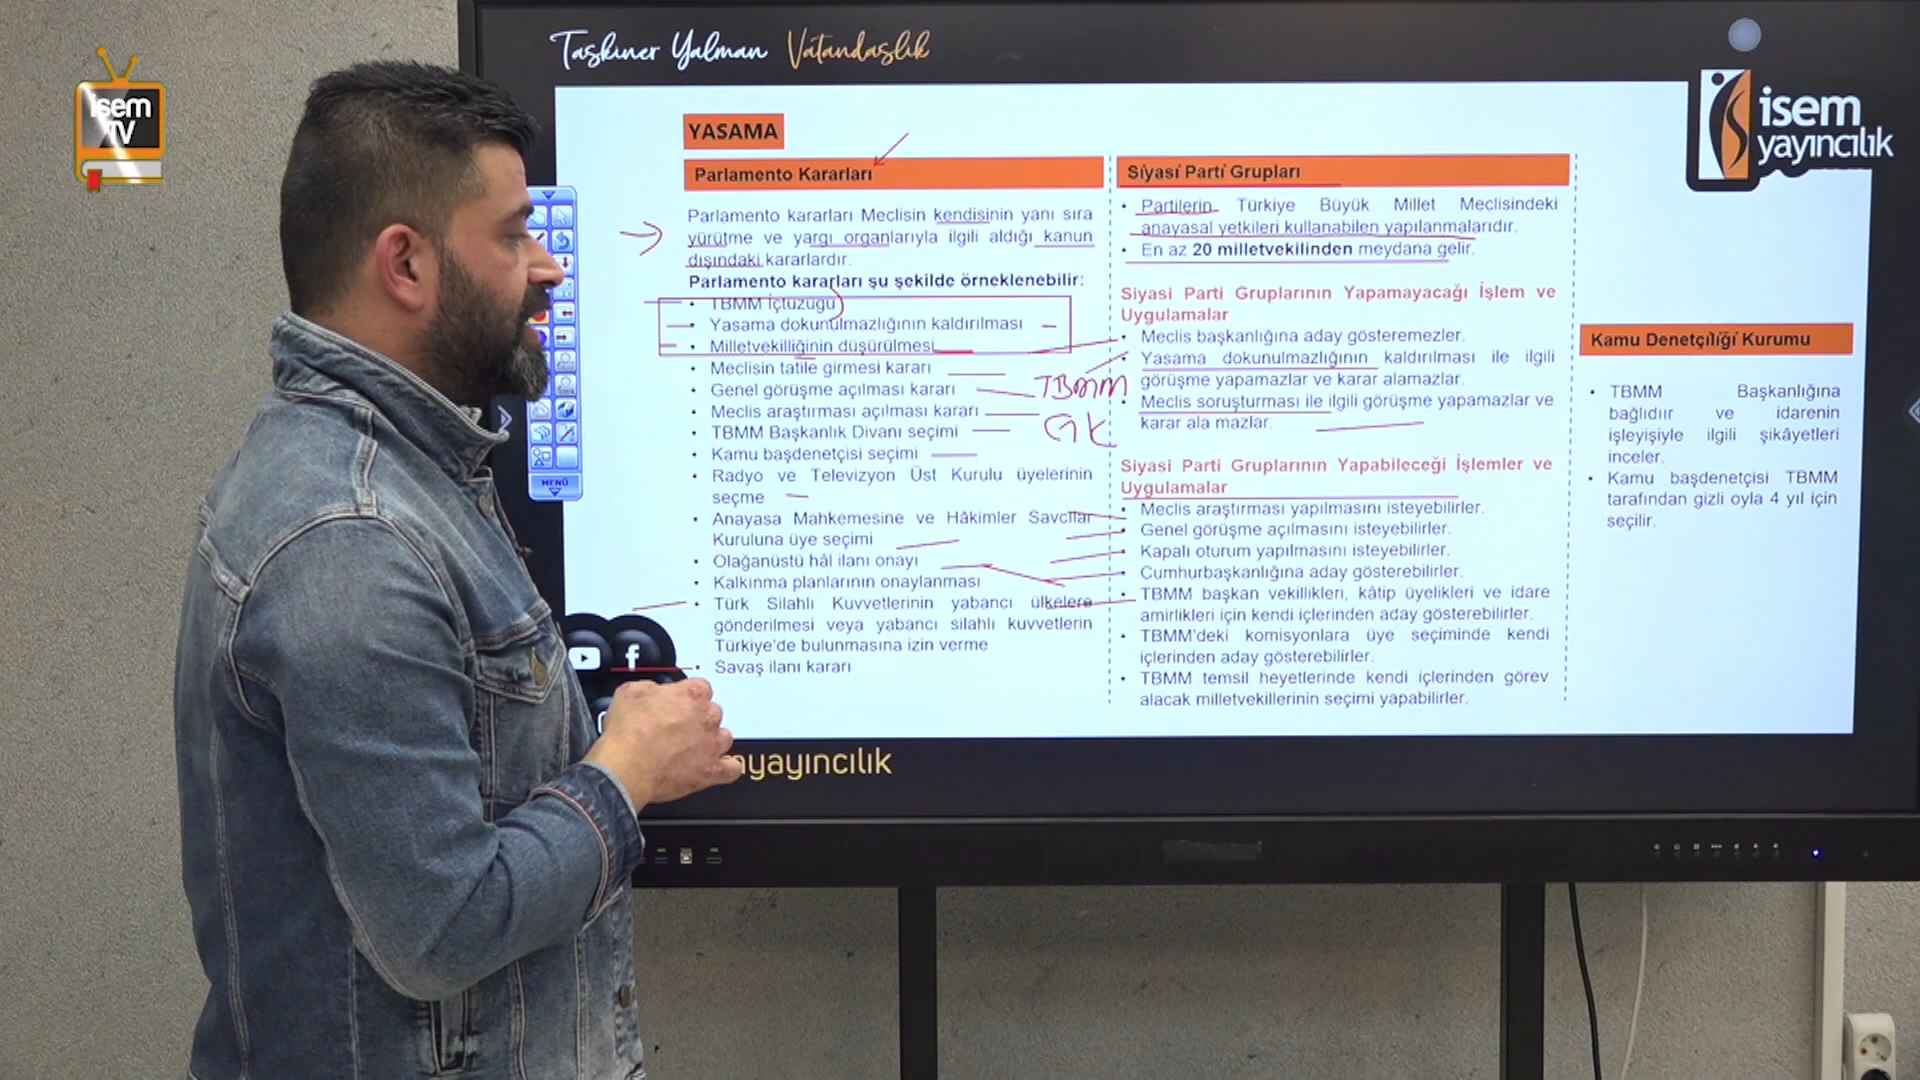 Taşkıner Yalman Vatandaşlık
isem TV
isem yayıncılık
YASAMA
Parlamento Kararları
Parlamento kararları Meclisin kendisinin yanı sıra
yürütme ve yargı organlarıyla ilgili aldığı kanun
dışındaki kararlardır.
Parlamento kararları şu şekilde örneklenebilir:
• TBMM İçtüzüğü
• Yasama dokunulmazlığının kaldırılması
• Milletvekilliğinin düşürülmesi
• Meclisin tatile girmesi kararı
• Genel görüşme açılması kararı
• Meclis araştırması açılması kararı
• TBMM Başkanlık Divanı seçimi
• Kamu başdenetçisi seçimi
• Radyo ve Televizyon Üst Kurulu üyelerinin
seçme
• Anayasa Mahkemesine ve Hâkimler Savcılar
Kuruluna üye seçimi
• Olağanüstü hâl ilanı onayı
• Kalkınma planlarının onaylanması
• Türk Silahlı Kuvvetlerinin yabancı ülkelere
gönderilmesi veya yabancı silahlı kuvvetlerin
Türkiye'de bulunmasına izin verme
• Savaş ilanı kararı
TBMM
GK
Siyasi Parti Grupları
• Partilerin Türkiye Büyük Millet Meclisindeki
anayasal yetkileri kullanabilen yapılanmalarıdır.
• En az 20 milletvekilinden meydana gelir.
Siyasi Parti Gruplarının Yapamayacağı İşlem ve
Uygulamalar
• Meclis başkanlığına aday gösteremezler.
• Yasama dokunulmazlığının kaldırılması ile ilgili
görüşme yapamazlar ve karar alamazlar.
• Meclis soruşturması ile ilgili görüşme yapamazlar ve
karar ala mazlar.
Siyasi Parti Gruplarının Yapabileceği İşlemler ve
Uygulamalar
• Meclis araştırması yapılmasını isteyebilirler.
• Genel görüşme açılmasını isteyebilirler.
• Kapalı oturum yapılmasını isteyebilirler.
• Cumhurbaşkanlığına aday gösterebilirler.
• TBMM başkan vekillikleri, kâtip üyelikleri ve idare
amirlikleri için kendi içlerinden aday gösterebilirler.
• TBMM'deki komisyonlara üye seçiminde kendi
içlerinden aday gösterebilirler.
• TBMM temsil heyetlerinde kendi içlerinden görev
alacak milletvekillerinin seçimi yapabilirler.
Kamu Denetçiliği Kurumu
• TBMM Başkanlığına
bağlıdıır ve idarenin
işleyişiyle ilgili şikâyetleri
inceler.
• Kamu başdenetçisi TBMM
tarafından gizli oyla 4 yıl için
seçilir.
MENÜ
yayıncılık